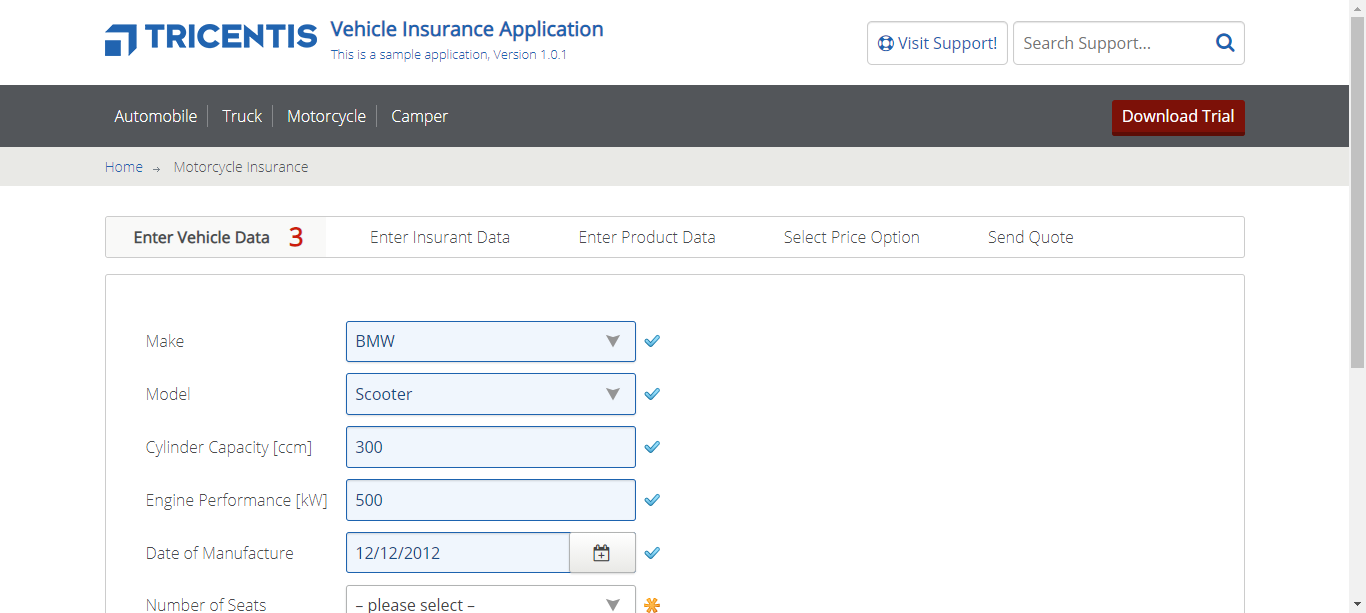 TRICENTIS
Vehicle Insurance Application
This is a sample application, Version 1.0.1
Visit Support!
Search Support...
Automobile
Truck
Motorcycle
Camper
Download Trial
Home → Motorcycle Insurance
Enter Vehicle Data 3
Enter Insurant Data
Enter Product Data
Select Price Option
Send Quote
Make
BMW
Model
Scooter
Cylinder Capacity [ccm]
300
Engine Performance [kW]
500
Date of Manufacture
12/12/2012
Number of Seats
– please select –